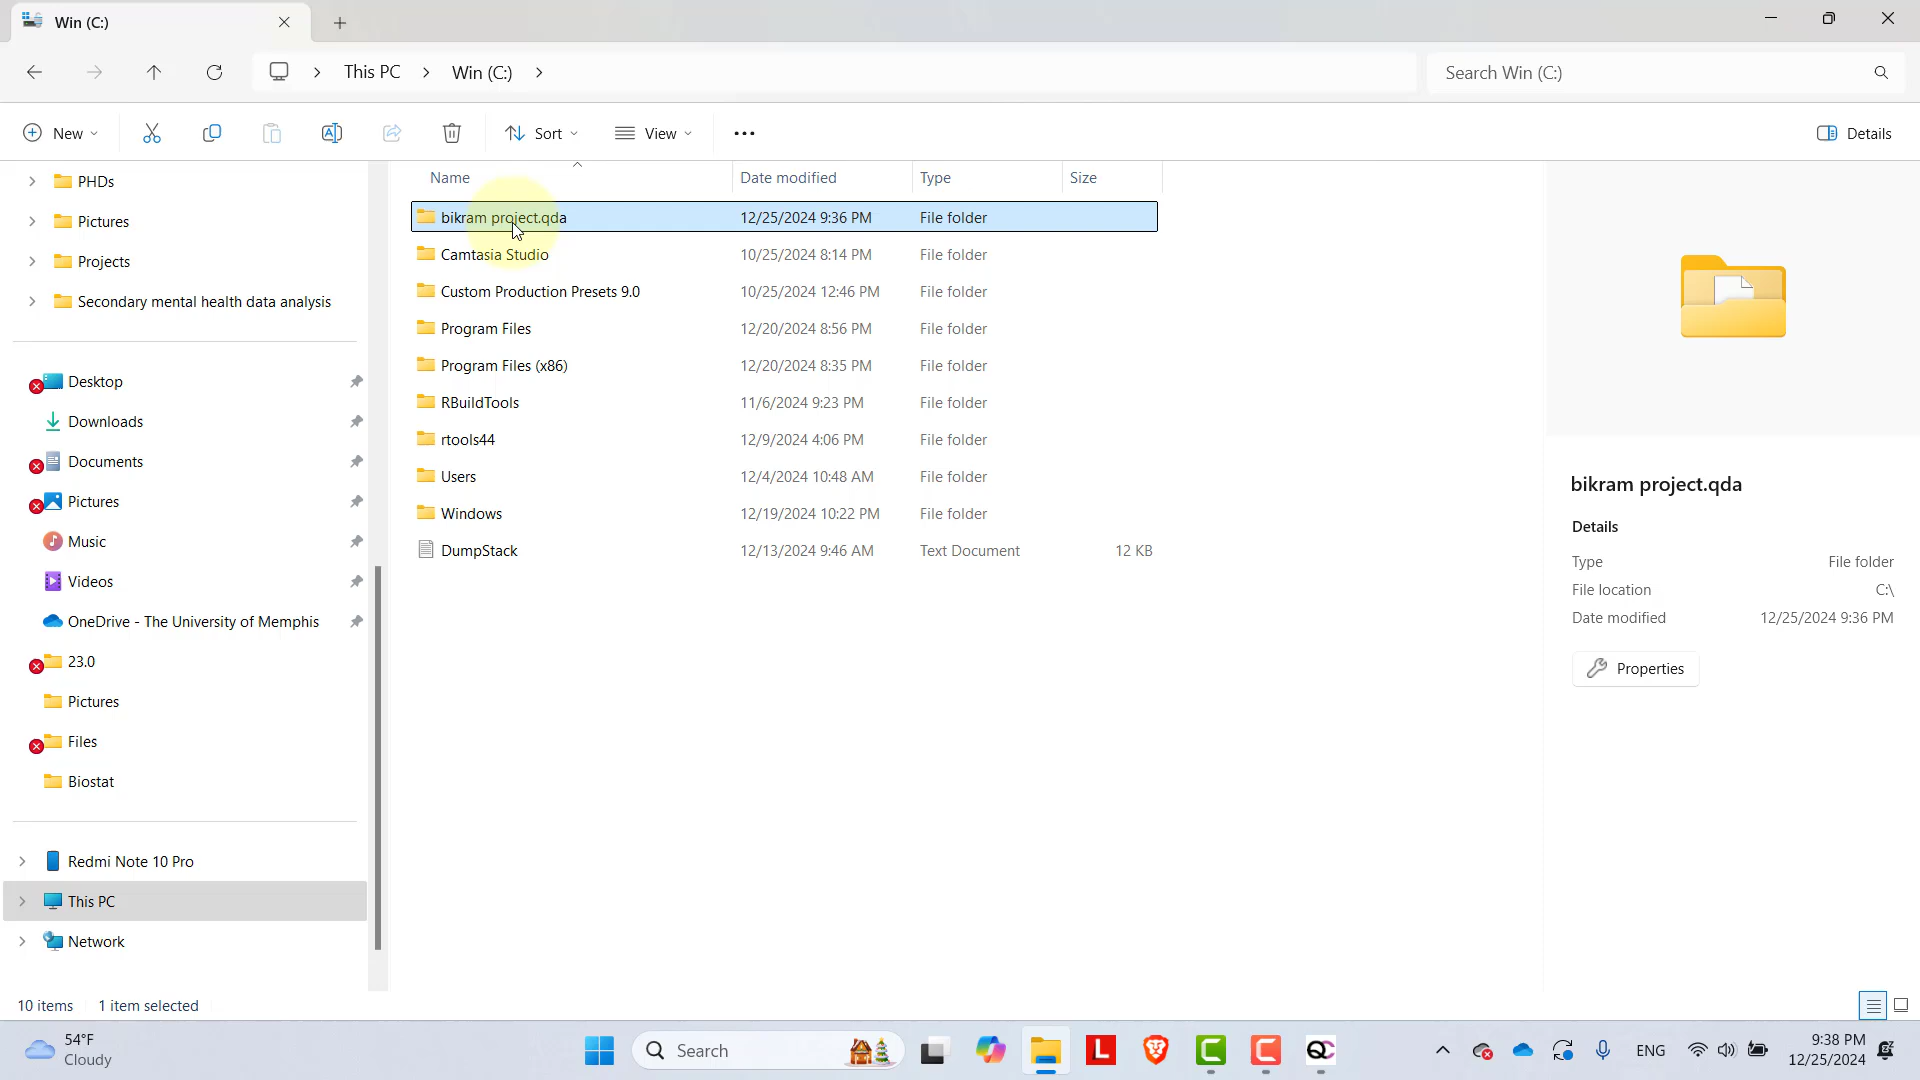 Win (C:)
This PC
Win (C:)
Search Win (C:)
New
Sort
View
Details
PHDs
Pictures
Projects
Secondary mental health data analysis
Desktop
Downloads
Documents
Pictures
Music
Videos
OneDrive - The University of Memphis
23.0
Pictures
Files
Biostat
Redmi Note 10 Pro
This PC
Network
Name Date modified Type Size
bikram project.qda 12/25/2024 9:36 PM File folder
Camtasia Studio 10/25/2024 8:14 PM File folder
Custom Production Presets 9.0 10/25/2024 12:46 PM File folder
Program Files 12/20/2024 8:56 PM File folder
Program Files (x86) 12/20/2024 8:35 PM File folder
RBuildTools 11/6/2024 9:23 PM File folder
rtools44 12/9/2024 4:06 PM File folder
Users 12/4/2024 10:48 AM File folder
Windows 12/19/2024 10:22 PM File folder
DumpStack 12/13/2024 9:46 AM Text Document 12 KB
bikram project.qda
Details
Type File folder
File location C:\
Date modified 12/25/2024 9:36 PM
Properties
10 items 1 item selected
54°F
Cloudy
Search
L
C
C
QC
ENG
9:38 PM
12/25/2024